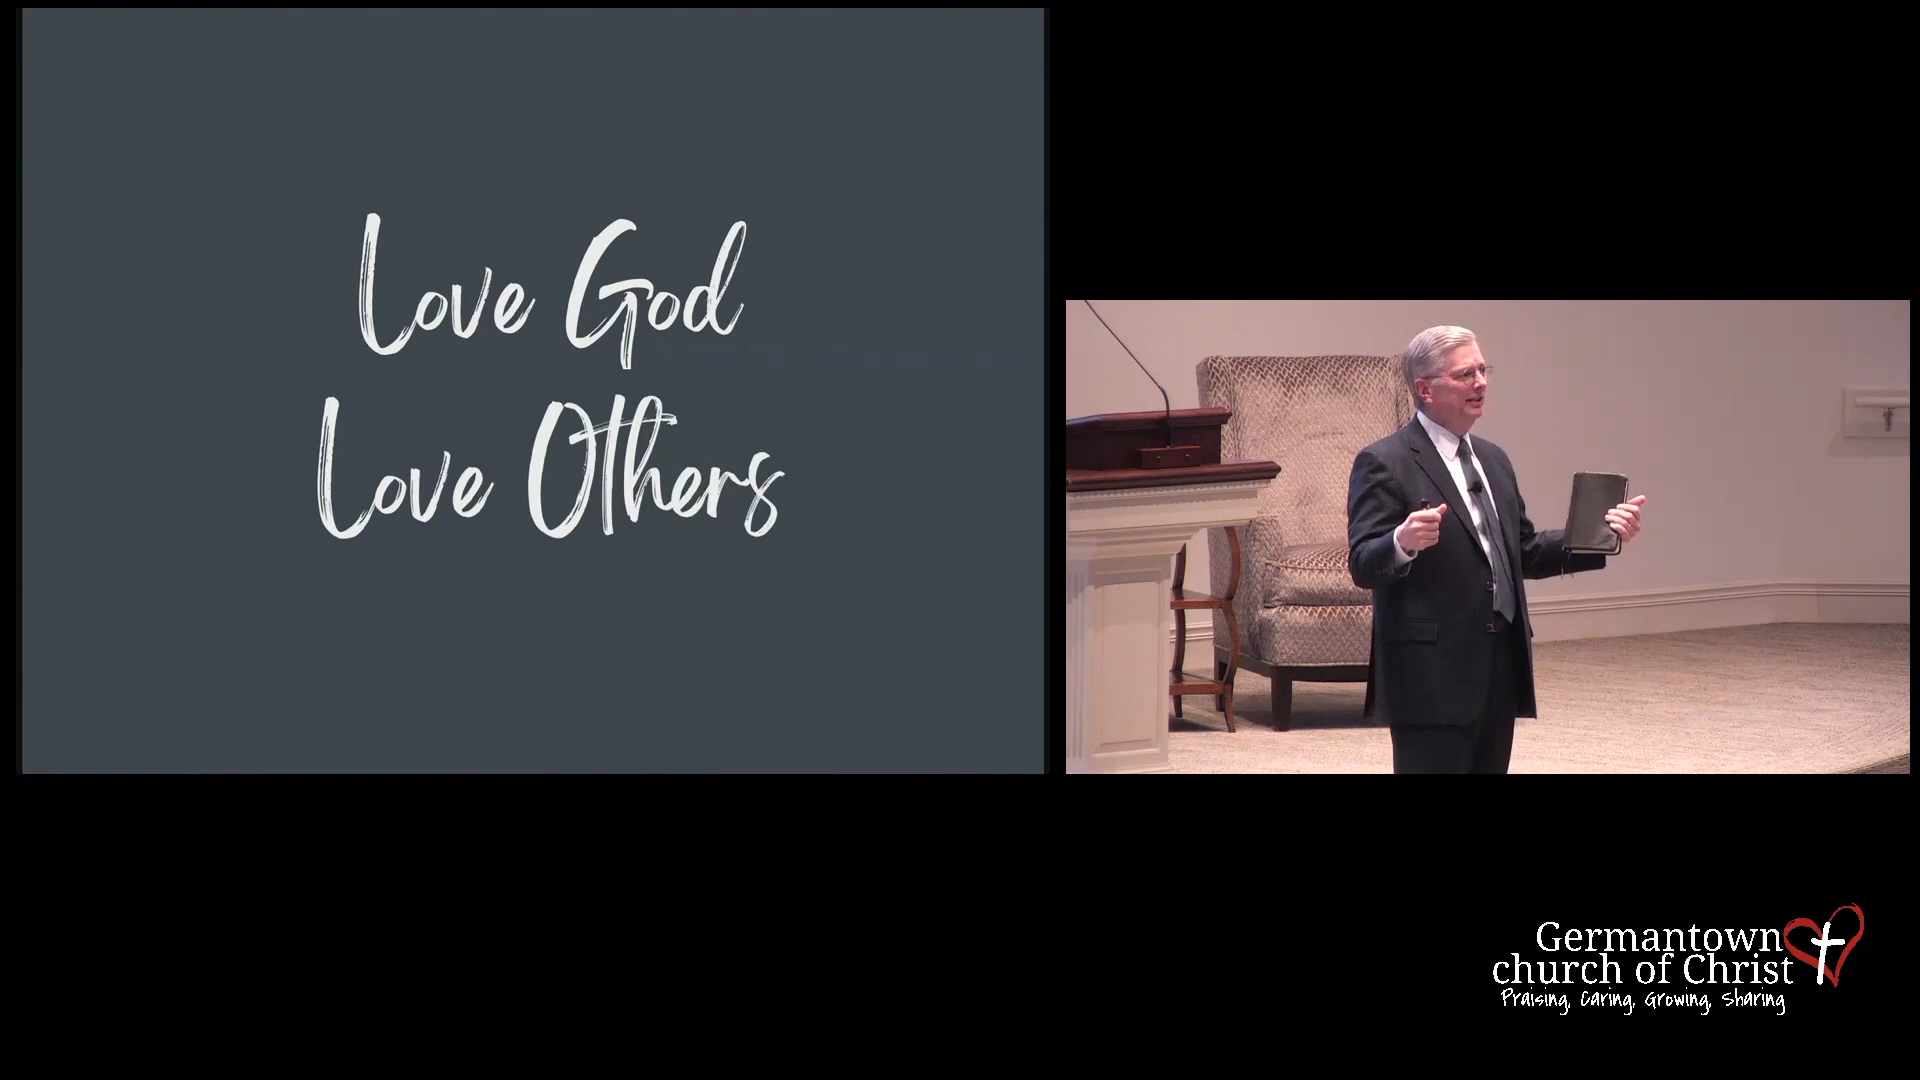 Love God
Love Others
Germantown
church of Christ
Praising, Caring, Growing, Sharing